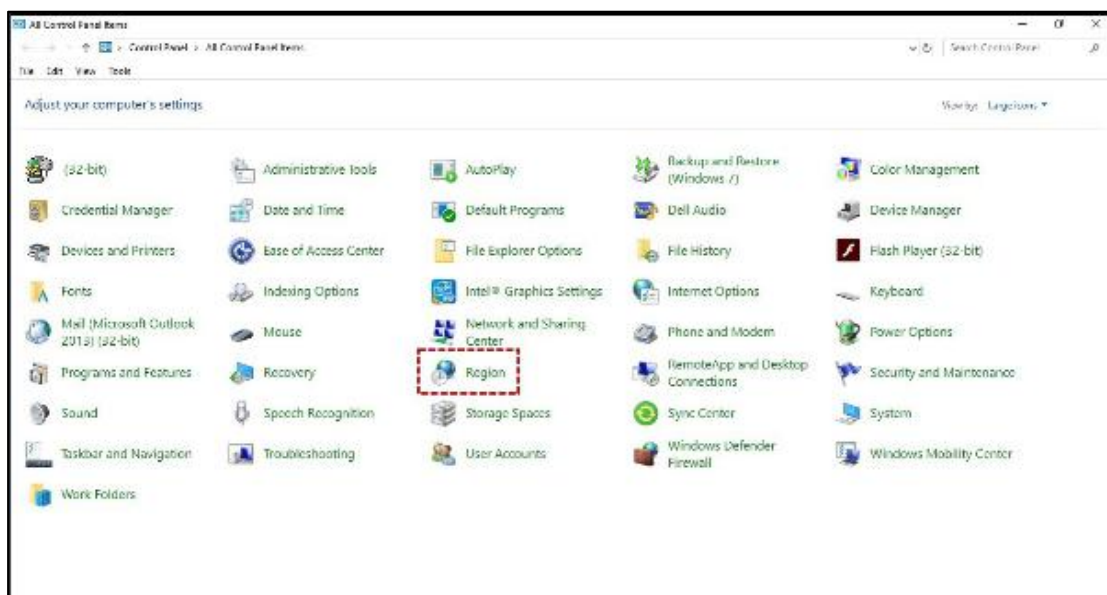 All Control Panel Items
Control Panel > All Control Panel Items
Search Control Panel
File Edit View Tools
Adjust your computer's settings
View by: Large icons
(32-bit)
Administrative Tools
AutoPlay
Backup and Restore
(Windows 7)
Color Management
Credential Manager
Date and Time
Default Programs
Dell Audio
Device Manager
Devices and Printers
Ease of Access Center
File Explorer Options
File History
Flash Player (32-bit)
Fonts
Indexing Options
Intel® Graphics Settings
Internet Options
Keyboard
Mail (Microsoft Outlook
2013) (32-bit)
Mouse
Network and Sharing
Center
Phone and Modem
Power Options
Programs and Features
Recovery
Region
RemoteApp and Desktop
Connections
Security and Maintenance
Sound
Speech Recognition
Storage Spaces
Sync Center
System
Taskbar and Navigation
Troubleshooting
User Accounts
Windows Defender
Firewall
Windows Mobility Center
Work Folders